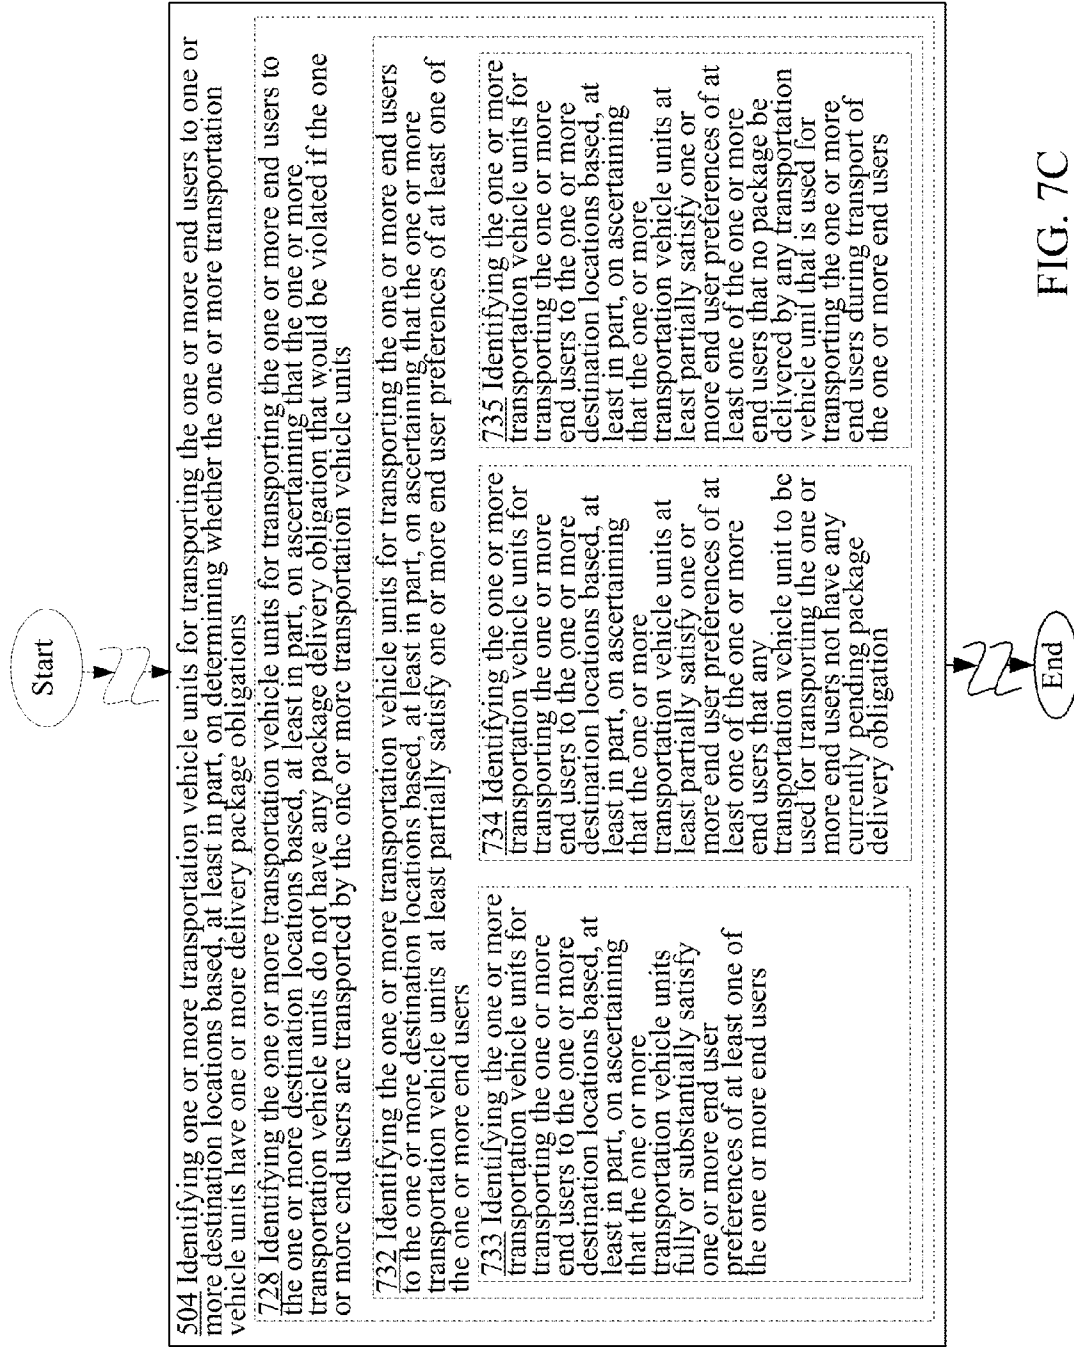 Start
504 Identifying one or more transportation vehicle units for transporting the one or more end users to one or
more destination locations based, at least in part, on determining whether the one or more transportation
vehicle units have one or more delivery package obligations
728 Identifying the one or more transportation vehicle units for transporting the one or more end users to
the one or more destination locations based, at least in part, on ascertaining that the one or more
transportation vehicle units do not have any package delivery obligation that would be violated if the one
or more end users are transported by the one or more transportation vehicle units
732 Identifying the one or more transportation vehicle units for transporting the one or more end users
to the one or more destination locations based, at least in part, on ascertaining that the one or more
transportation vehicle units at least partially satisfy one or more end user preferences of at least one of
the one or more end users
733 Identifying the one or more
transportation vehicle units for
transporting the one or more
end users to the one or more
destination locations based, at
least in part, on ascertaining
that the one or more
transportation vehicle units
fully or substantially satisfy
one or more end user
preferences of at least one of
the one or more end users
734 Identifying the one or more
transportation vehicle units for
transporting the one or more
end users to the one or more
destination locations based, at
least in part, on ascertaining
that the one or more
transportation vehicle units at
least partially satisfy one or
more end user preferences of at
least one of the one or more
end users that any
transportation vehicle unit to be
used for transporting the one or
more end users not have any
currently pending package
delivery obligation
735 Identifying the one or more
transportation vehicle units for
transporting the one or more
end users to the one or more
destination locations based, at
least in part, on ascertaining
that the one or more
transportation vehicle units at
least partially satisfy one or
more end user preferences of at
least one of the one or more
end users that no package be
delivered by any transportation
vehicle unit that is used for
transporting the one or more
end users during transport of
the one or more end users
End
FIG. 7C